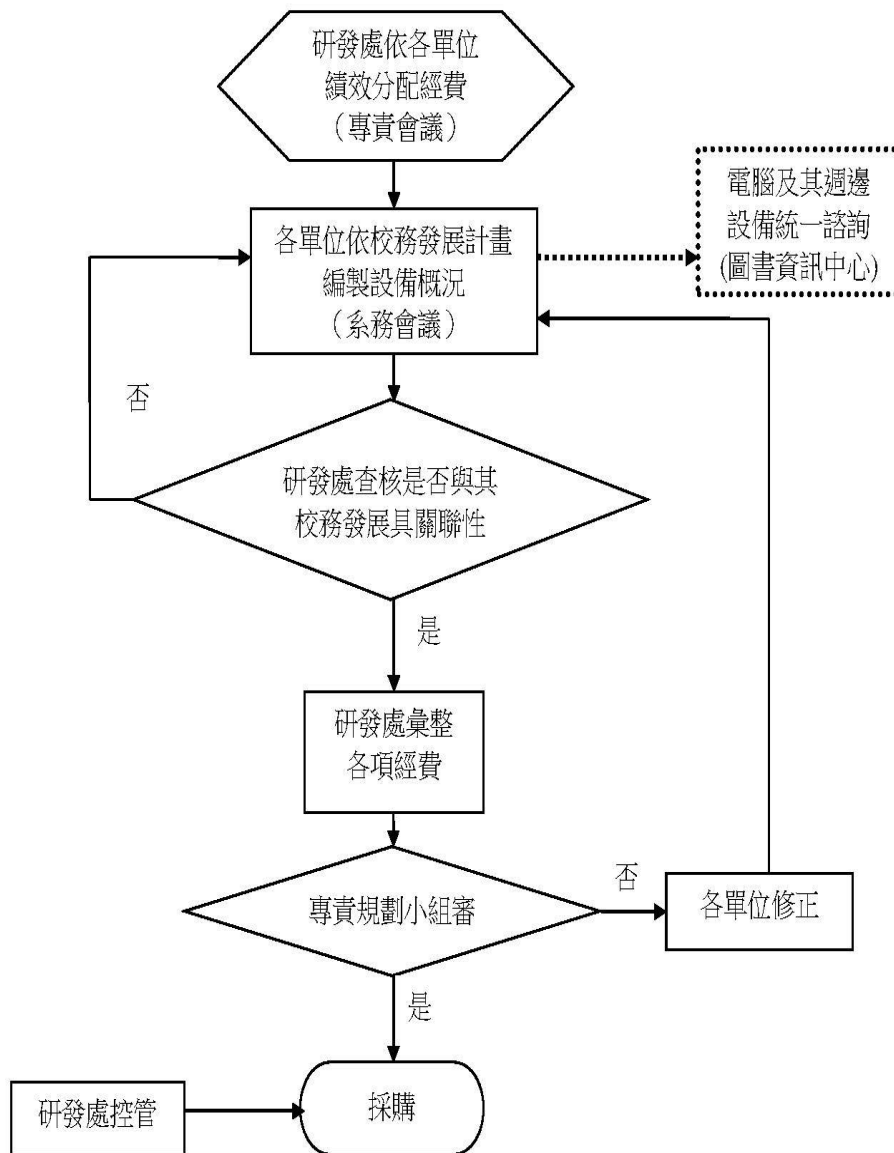 研發處依各單位
績效分配經費
（專責會議）
電腦及其週邊
設備統一諮詢
(圖書資訊中心)
各單位依校務發展計畫
編製設備概況
（系務會議）
否
研發處查核是否與其
校務發展具關聯性
是
研發處彙整
各項經費
專責規劃小組審
否
各單位修正
是
研發處控管
採購